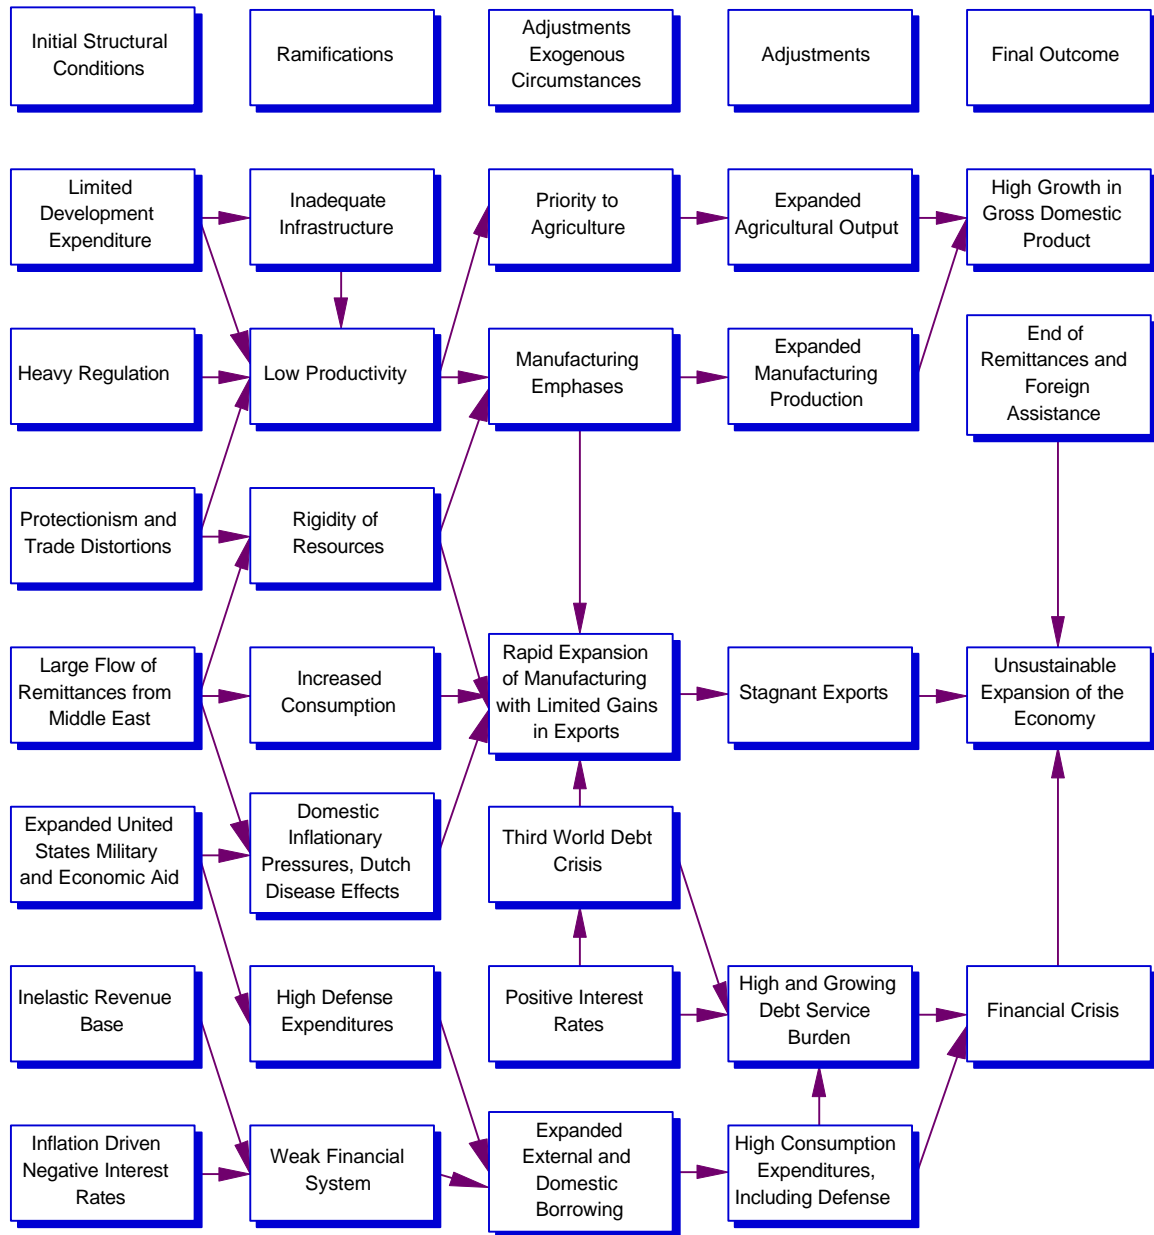 Initial Structural
Conditions
Ramifications
Adjustments
Exogenous
Circumstances
Adjustments
Final Outcome
Limited
Development
Expenditure
Inadequate
Infrastructure
Priority to
Agriculture
Expanded
Agricultural Output
High Growth in
Gross Domestic
Product
Heavy Regulation
Low Productivity
Manufacturing
Emphases
Expanded
Manufacturing
Production
End of
Remittances and
Foreign
Assistance
Protectionism and
Trade Distortions
Rigidity of
Resources
Large Flow of
Remittances from
Middle East
Increased
Consumption
Rapid Expansion
of Manufacturing
with Limited Gains
in Exports
Stagnant Exports
Unsustainable
Expansion of the
Economy
Expanded United
States Military
and Economic Aid
Domestic
Inflationary
Pressures, Dutch
Disease Effects
Third World Debt
Crisis
Inelastic Revenue
Base
High Defense
Expenditures
Positive Interest
Rates
High and Growing
Debt Service
Burden
Financial Crisis
Inflation Driven
Negative Interest
Rates
Weak Financial
System
Expanded
External and
Domestic
Borrowing
High Consumption
Expenditures,
Including Defense